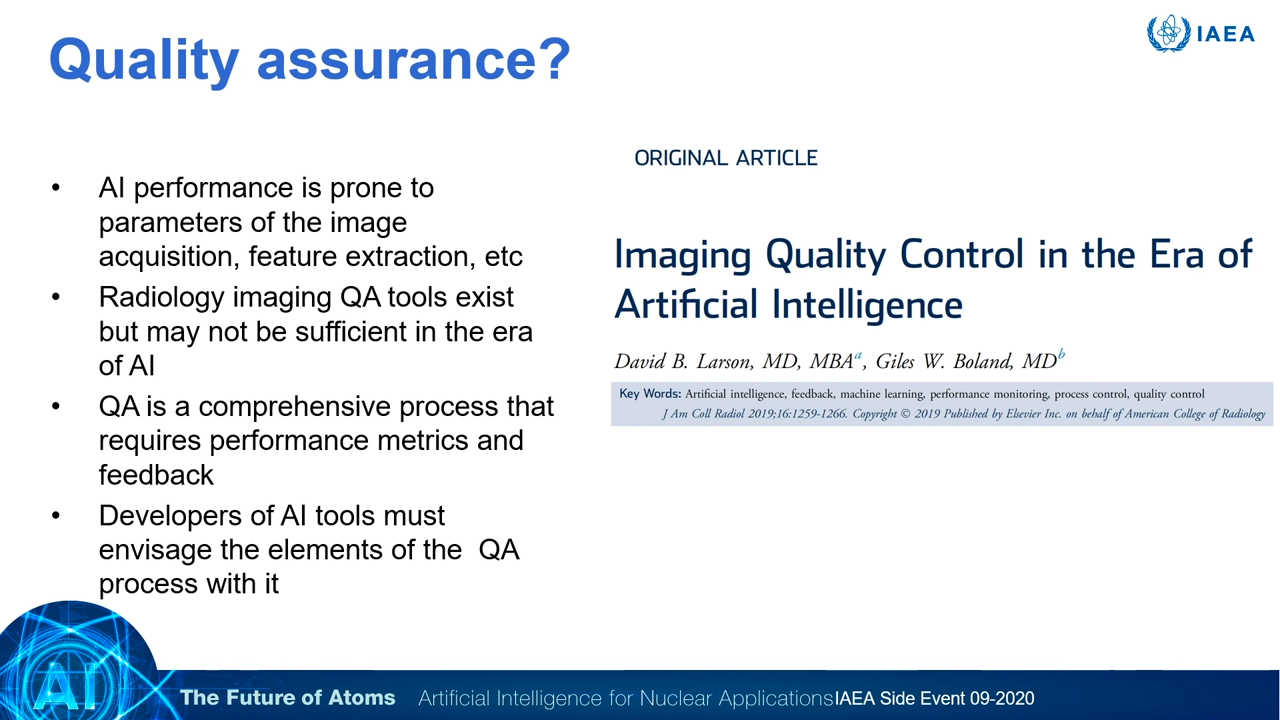 Quality assurance?
IAEA
• AI performance is prone to
parameters of the image
acquisition, feature extraction, etc
• Radiology imaging QA tools exist
but may not be sufficient in the era
of AI
• QA is a comprehensive process that
requires performance metrics and
feedback
• Developers of AI tools must
envisage the elements of the  QA
process with it
ORIGINAL ARTICLE
Imaging Quality Control in the Era of
Artificial Intelligence
David B. Larson, MD, MBAa, Giles W. Boland, MDb
Key Words: Artificial intelligence, feedback, machine learning, performance monitoring, process control, quality control
J Am Coll Radiol 2019;16:1259-1266. Copyright © 2019 Published by Elsevier Inc. on behalf of American College of Radiology
AI
The Future of Atoms Artificial Intelligence for Nuclear Applications IAEA Side Event 09-2020